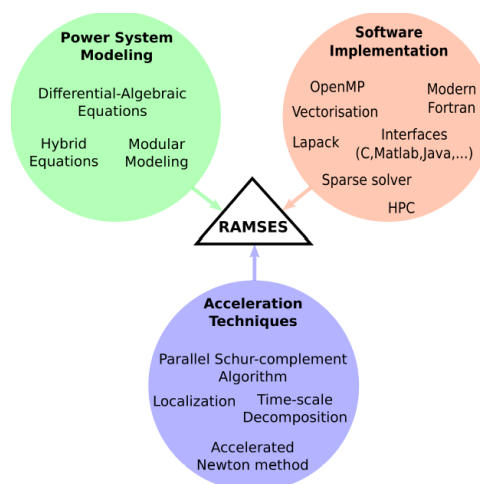 Power System
Modeling
Differential-Algebraic
Equations
Hybrid
Equations
Modular
Modeling
Software
Implementation
OpenMP
Vectorisation
Modern
Fortran
Lapack
Interfaces
(C,Matlab,Java,...)
Sparse solver
HPC
RAMSES
Acceleration
Techniques
Parallel Schur-complement
Algorithm
Localization
Time-scale
Decomposition
Accelerated
Newton method